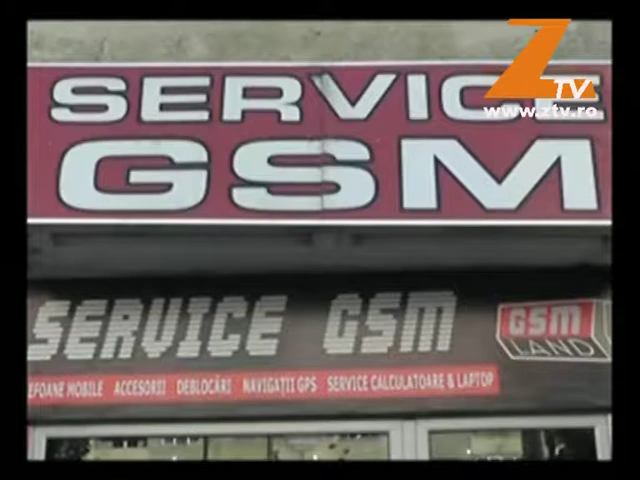 Z TV
www.ztv.ro
SERVICE
GSM
SERVICE GSM
GSM
LAND
EFOANE MOBILE ACCESORII DEBLOCĂRI NAVIGAȚII GPS SERVICE CALCULATOARE & LAPTOP